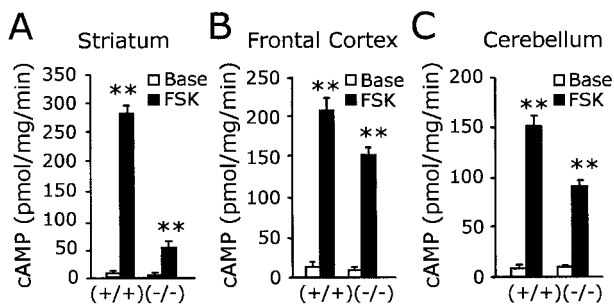 A Striatum
cAMP (pmol/mg/min)
350
300
250
200
150
100
50
0
Base
FSK
**
**
(+/+)(-/-)
B Frontal Cortex
cAMP (pmol/mg/min)
250
200
150
100
50
0
Base
FSK
**
**
(+/+) (-/-)
C Cerebellum
cAMP (pmol/mg/min)
200
150
100
50
0
Base
FSK
**
**
(+/+) (-/-)